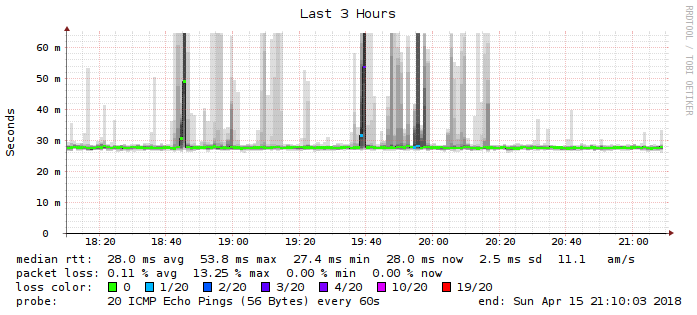 Last 3 Hours
RRDTOOL / TOBI OETIKER
Seconds
60 m
50 m
40 m
30 m
20 m
10 m
0
18:20 18:40 19:00 19:20 19:40 20:00 20:20 20:40 21:00
median rtt: 28.0 ms avg 53.8 ms max 27.4 ms min 28.0 ms now 2.5 ms sd 11.1 am/s
packet loss: 0.11 % avg 13.25 % max 0.00 % min 0.00 % now
loss color: 0 1/20 2/20 3/20 4/20 10/20 19/20
probe: 20 ICMP Echo Pings (56 Bytes) every 60s end: Sun Apr 15 21:10:03 2018